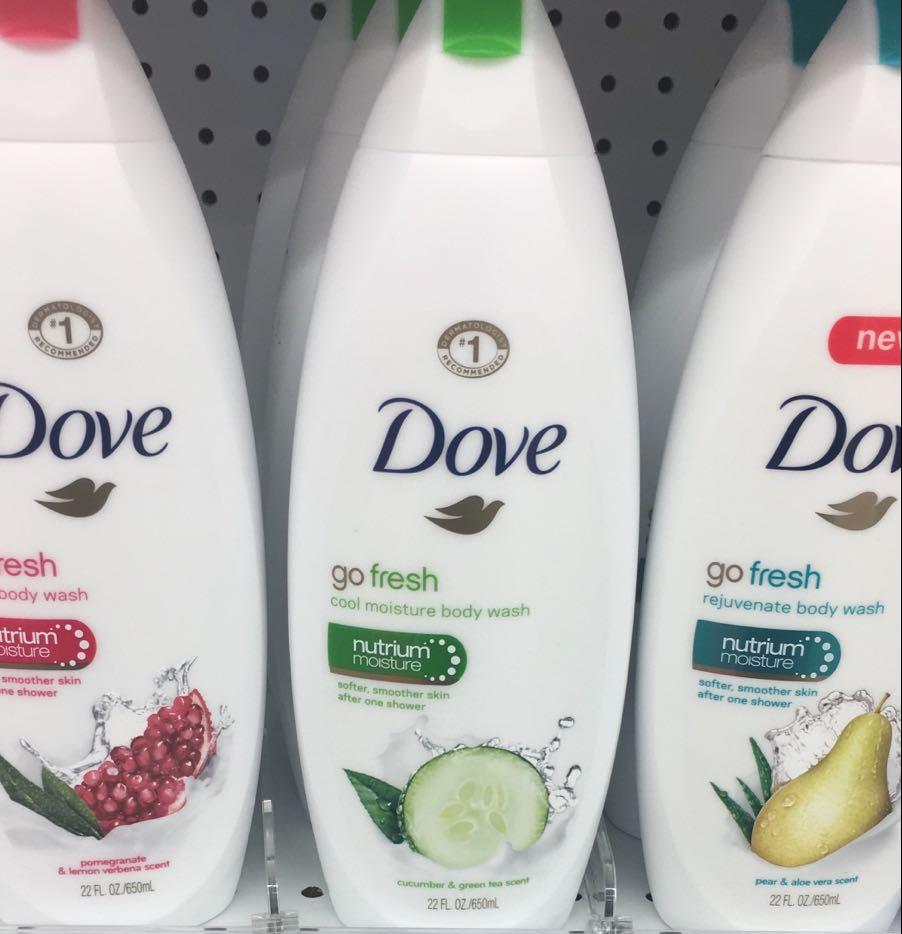 DERMATOLOGIST
#1
RECOMMENDED
Dove
resh
body wash
utrium
oisture
smoother skin
ne shower
pomegranate
& lemon verbena scent
22 FL. OZ./650mL
DERMATOLOGIST
#1
RECOMMENDED
Dove
go fresh
cool moisture body wash
nutrium
moisture
softer, smoother skin
after one shower
cucumber & green tea scent
22 FL. OZ./650mL
new
Dov
go fresh
rejuvenate body wash
nutrium
moisture
softer, smoother skin
after one shower
pear & aloe vera scent
22 FL. OZ./650mL